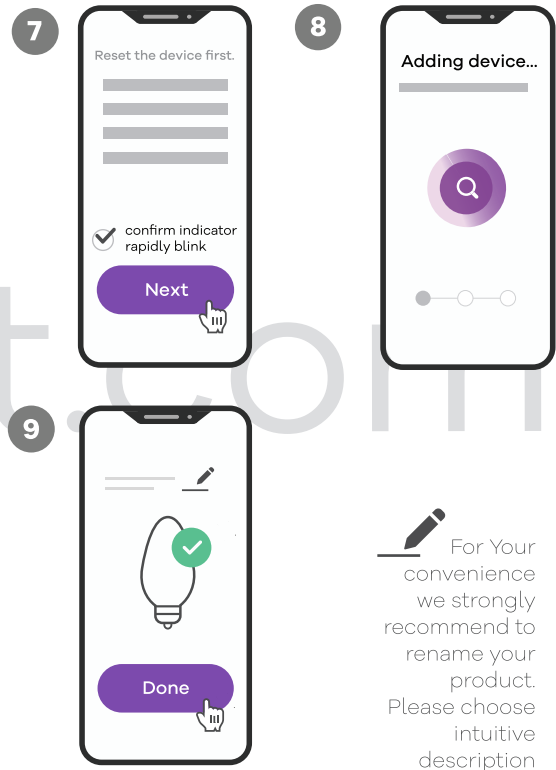 7
Reset the device first.
confirm indicator
rapidly blink
Next
8
Adding device...
t.com
9
Done
For Your
convenience
we strongly
recommend to
rename your
product.
Please choose
intuitive
description